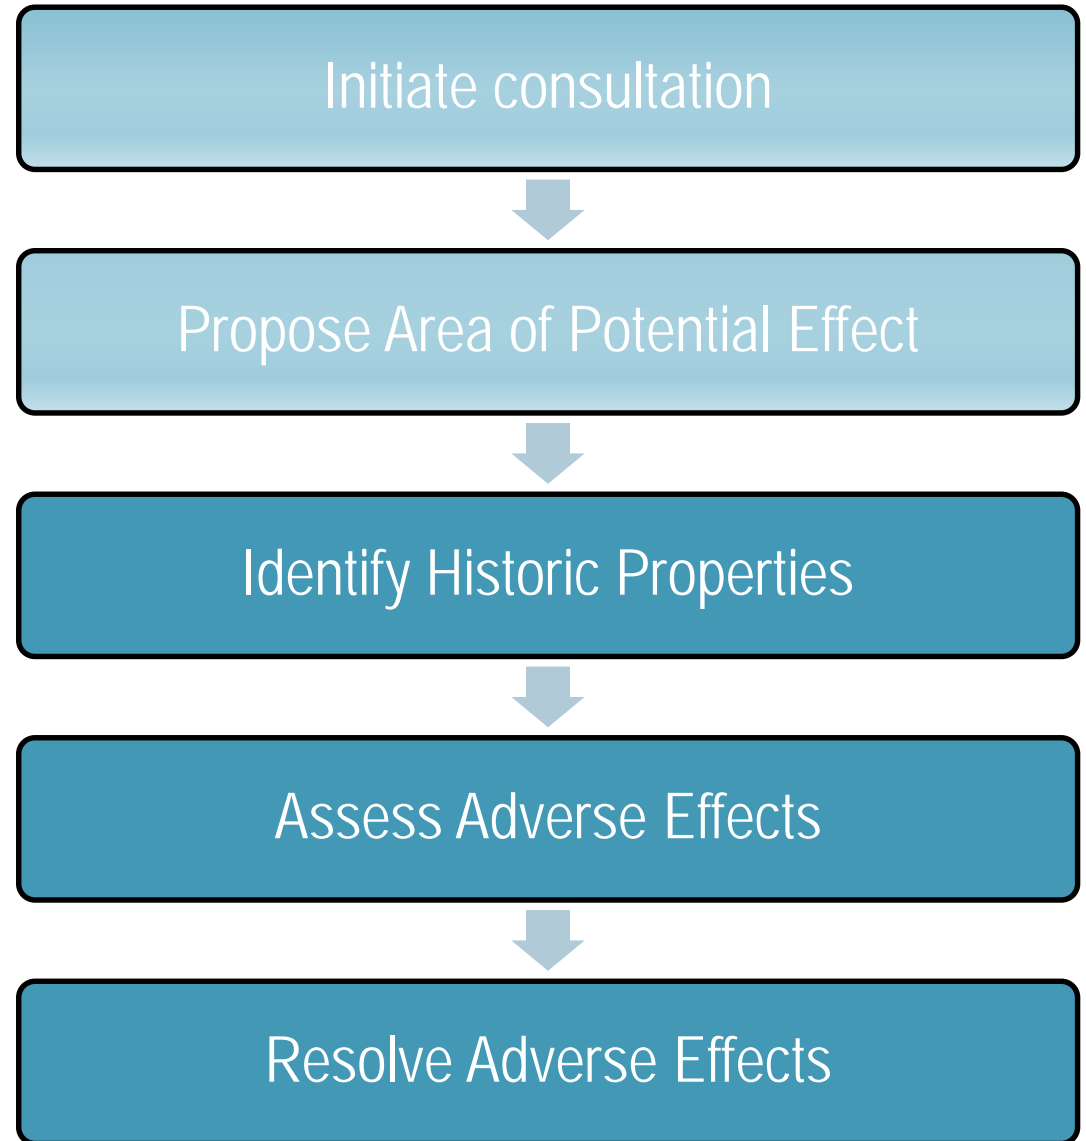 Initiate consultation
Propose Area of Potential Effect
Identify Historic Properties
Assess Adverse Effects
Resolve Adverse Effects